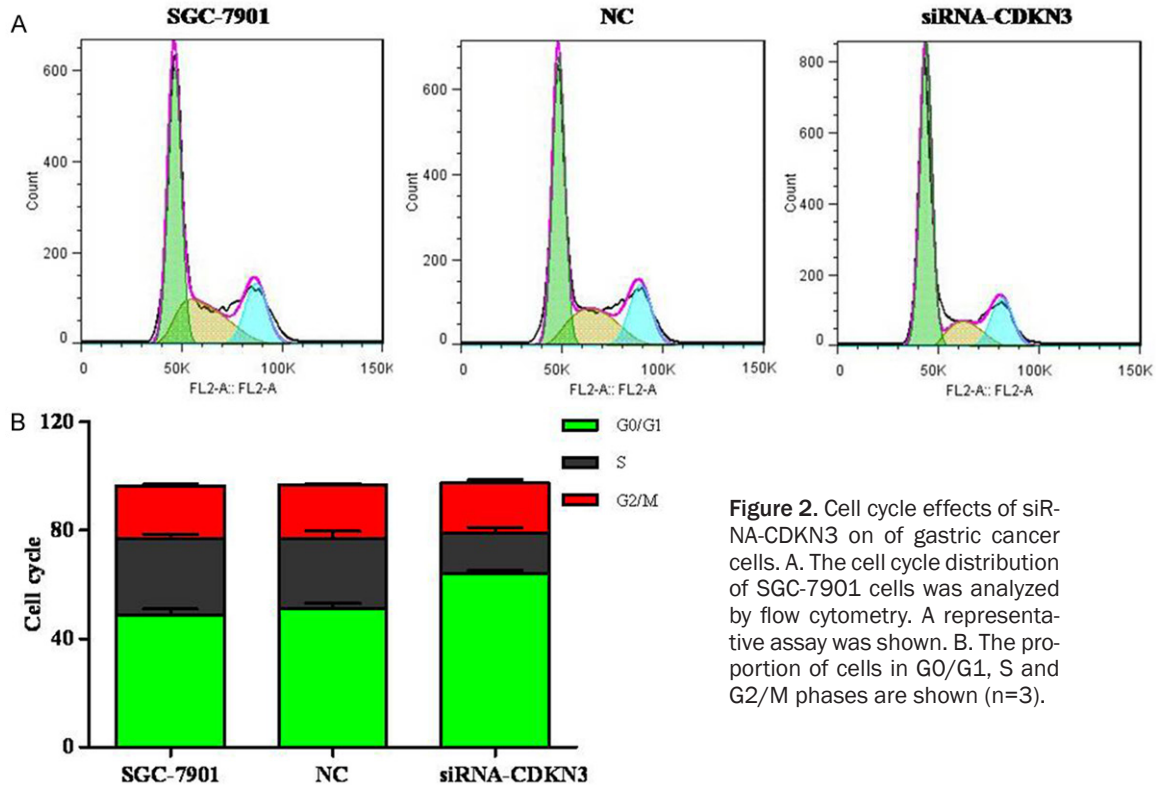 A
SGC-7901
NC
siRNA-CDKN3
600
400
200
0
Count
0 50K 100K 150K
FL2-A:: FL2-A
600
400
200
0
Count
0 50K 100K 150K
FL2-A:: FL2-A
800
600
400
200
0
Count
0 50K 100K 150K
FL2-A:: FL2-A
B
120
80
40
0
Cell cycle
SGC-7901 NC siRNA-CDKN3
G0/G1
S
G2/M
Figure 2. Cell cycle effects of siR-
NA-CDKN3 on of gastric cancer
cells. A. The cell cycle distribution
of SGC-7901 cells was analyzed
by flow cytometry. A representa-
tive assay was shown. B. The pro-
portion of cells in G0/G1, S and
G2/M phases are shown (n=3).